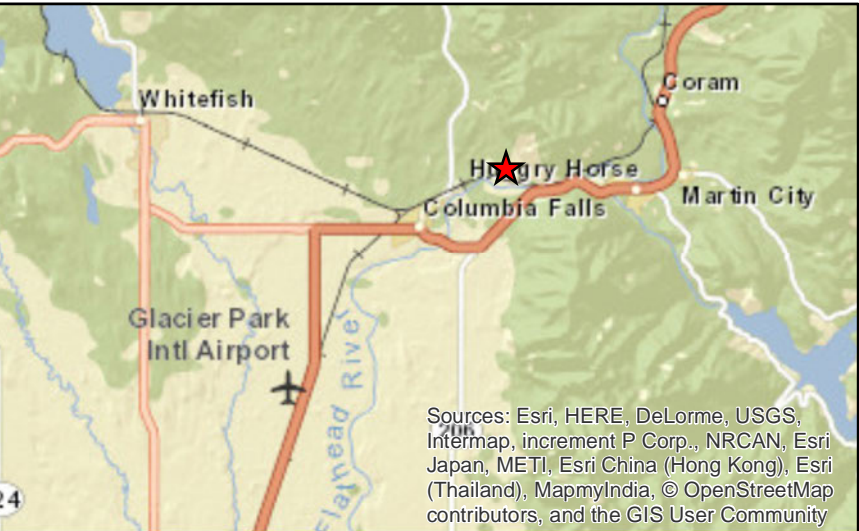 Whitefish
Coram
Hungry Horse
Martin City
Columbia Falls
Glacier Park
Intl Airport
Flathead River
206
24
Sources: Esri, HERE, DeLorme, USGS,
Intermap, increment P Corp., NRCAN, Esri
Japan, METI, Esri China (Hong Kong), Esri
(Thailand), MapmyIndia, © OpenStreetMap
contributors, and the GIS User Community